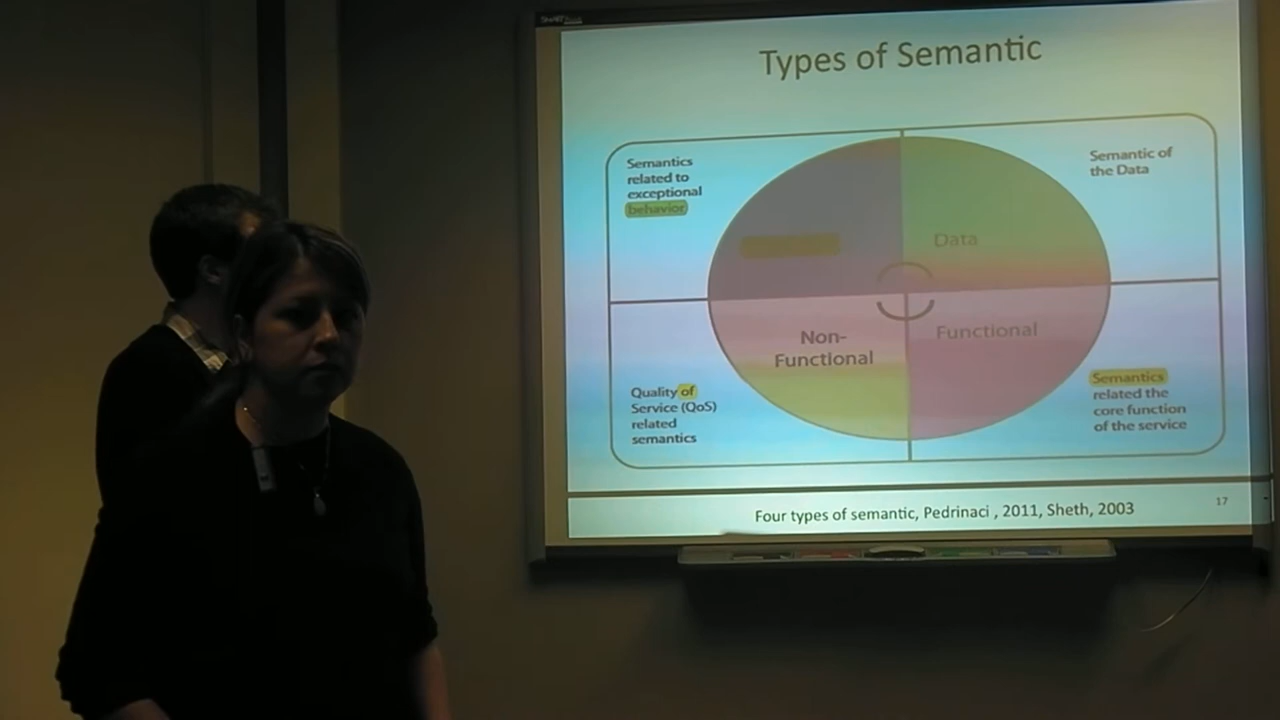 Types of Semantic
Semantics
related to
exceptional
behavior
Semantic of
the Data
Data
Non-
Functional
Functional
Quality of
Service (QoS)
related
semantics
Semantics
related the
core function
of the service
Four types of semantic, Pedrinaci , 2011, Sheth, 2003
17